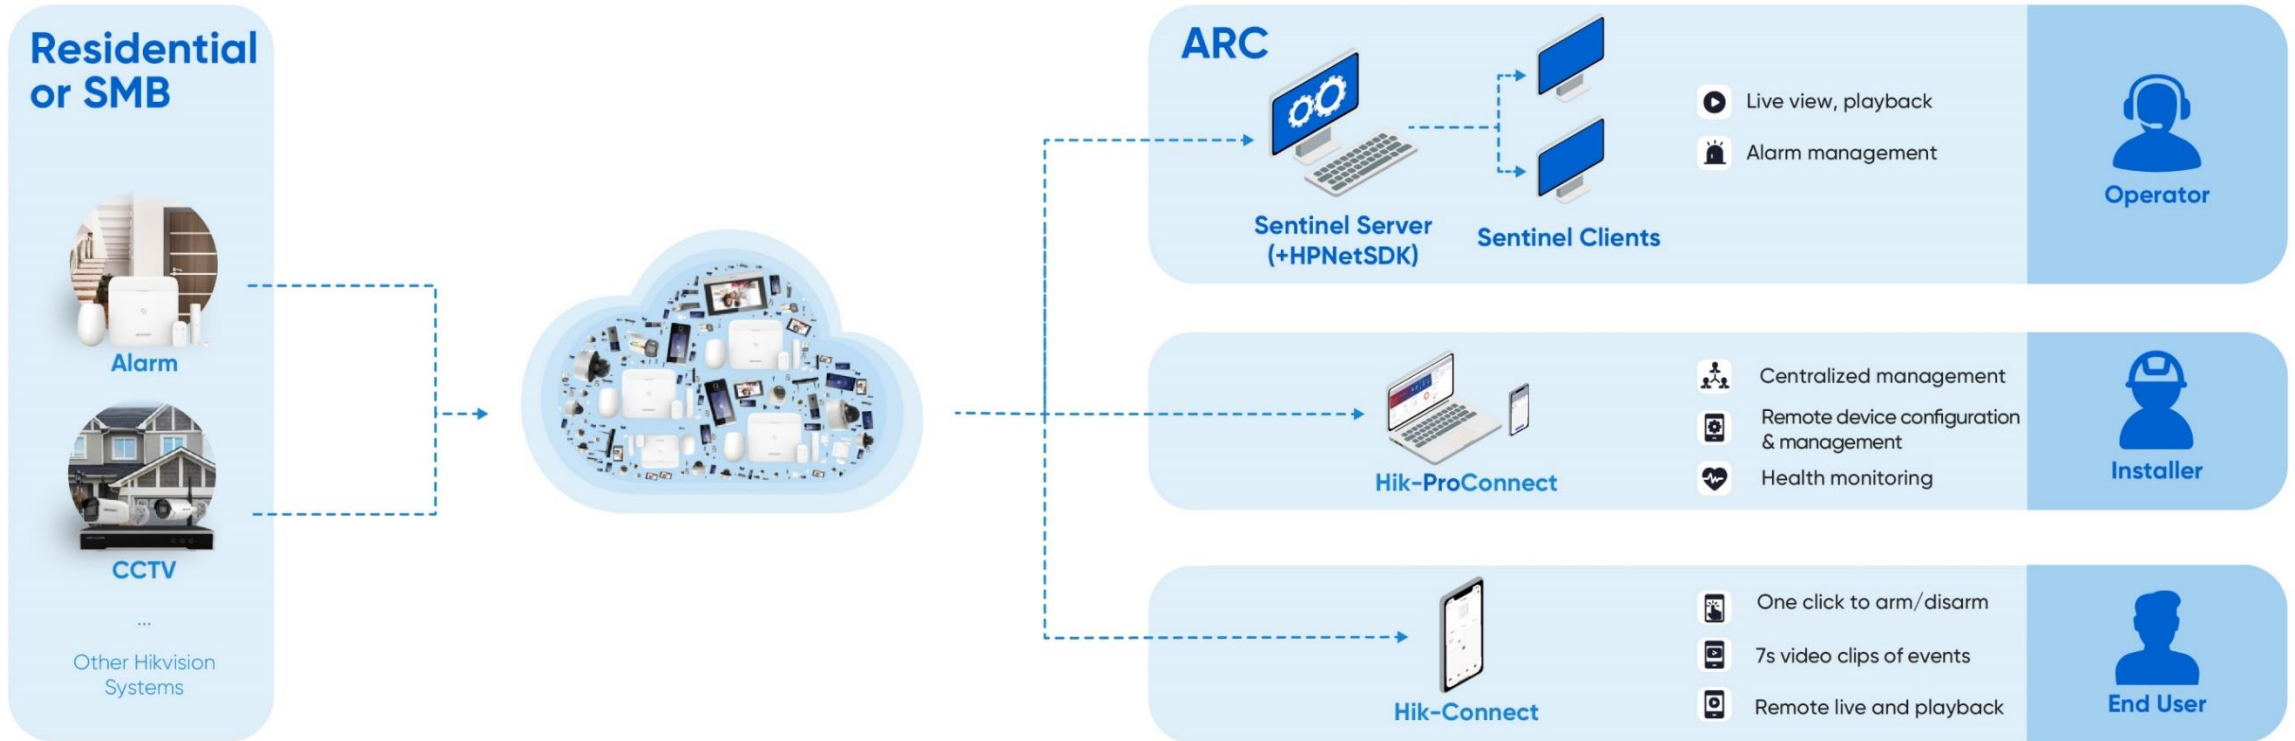 Residential
or SMB
Alarm
CCTV
...
Other Hikvision
Systems
ARC
Sentinel Server
(+HPNetSDK)
Sentinel Clients
Live view, playback
Alarm management
Operator
Hik-ProConnect
Centralized management
Remote device configuration
& management
Health monitoring
Installer
Hik-Connect
One click to arm/disarm
7s video clips of events
Remote live and playback
End User